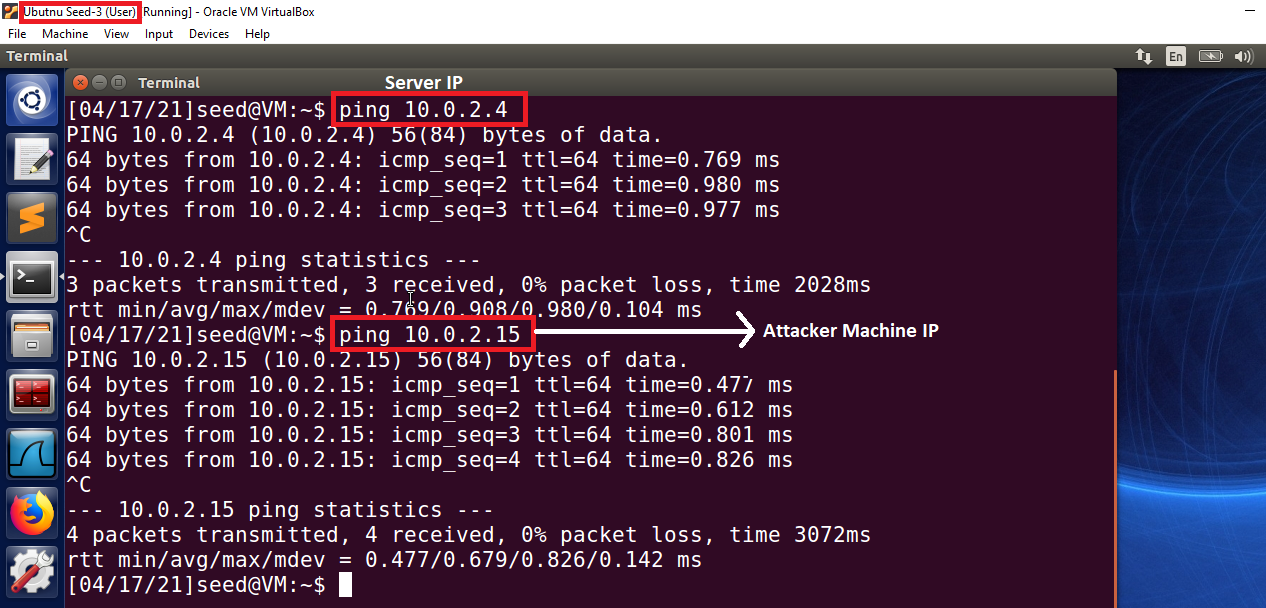 Ubutnu Seed-3 (User) [Running] - Oracle VM VirtualBox
File Machine View Input Devices Help
Terminal En
Terminal Server IP
[04/17/21]seed@VM:~$ ping 10.0.2.4
PING 10.0.2.4 (10.0.2.4) 56(84) bytes of data.
64 bytes from 10.0.2.4: icmp_seq=1 ttl=64 time=0.769 ms
64 bytes from 10.0.2.4: icmp_seq=2 ttl=64 time=0.980 ms
64 bytes from 10.0.2.4: icmp_seq=3 ttl=64 time=0.977 ms
^C
--- 10.0.2.4 ping statistics ---
3 packets transmitted, 3 received, 0% packet loss, time 2028ms
rtt min/avg/max/mdev = 0.769/0.908/0.980/0.104 ms
[04/17/21]seed@VM:~$ ping 10.0.2.15 Attacker Machine IP
PING 10.0.2.15 (10.0.2.15) 56(84) bytes of data.
64 bytes from 10.0.2.15: icmp_seq=1 ttl=64 time=0.477 ms
64 bytes from 10.0.2.15: icmp_seq=2 ttl=64 time=0.612 ms
64 bytes from 10.0.2.15: icmp_seq=3 ttl=64 time=0.801 ms
64 bytes from 10.0.2.15: icmp_seq=4 ttl=64 time=0.826 ms
^C
--- 10.0.2.15 ping statistics ---
4 packets transmitted, 4 received, 0% packet loss, time 3072ms
rtt min/avg/max/mdev = 0.477/0.679/0.826/0.142 ms
[04/17/21]seed@VM:~$